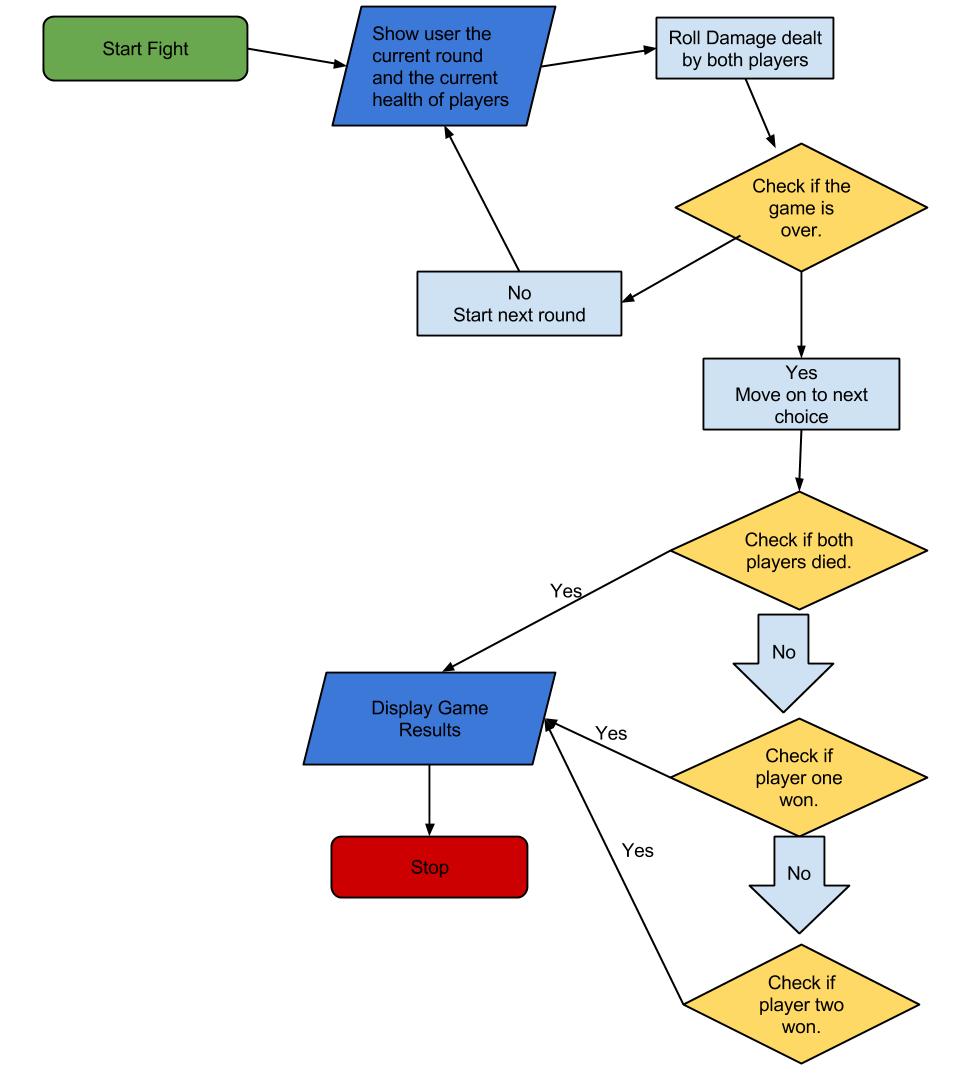 Start Fight
Show user the
current round
and the current
health of players
Roll Damage dealt
by both players
Check if the
game is
over.
No
Start next round
Yes
Move on to next
choice
Check if both
players died.
Yes
No
Display Game
Results
Yes
Check if
player one
won.
Stop
Yes
No
Check if
player two
won.